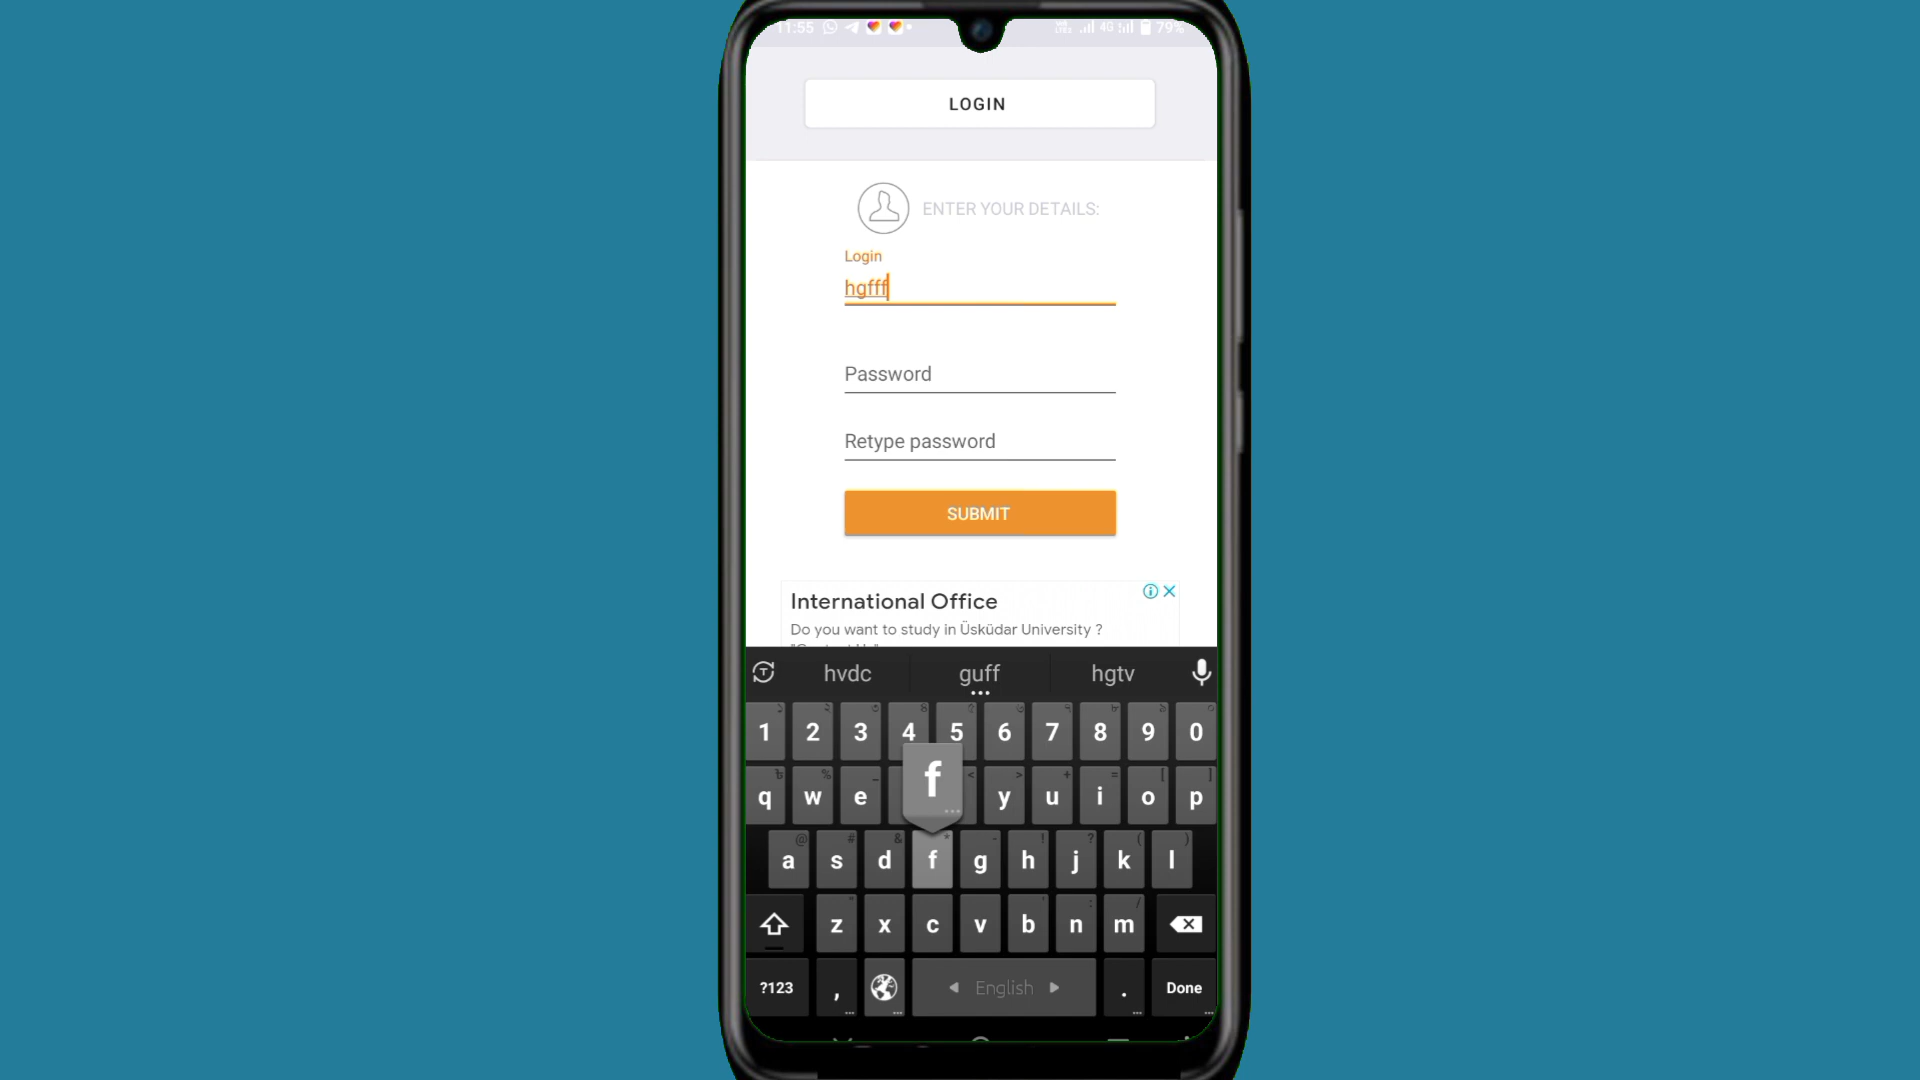 11:55 79%
LOGIN
ENTER YOUR DETAILS:
Login
hgfff
Password
Retype password
SUBMIT
International Office
Do you want to study in Üsküdar University ?
hvdc guff hgtv
1 2 3 4 5 6 7 8 9 0
f
q w e y u i o p
a s d f g h j k l
z x c v b n m
?123 , English . Done